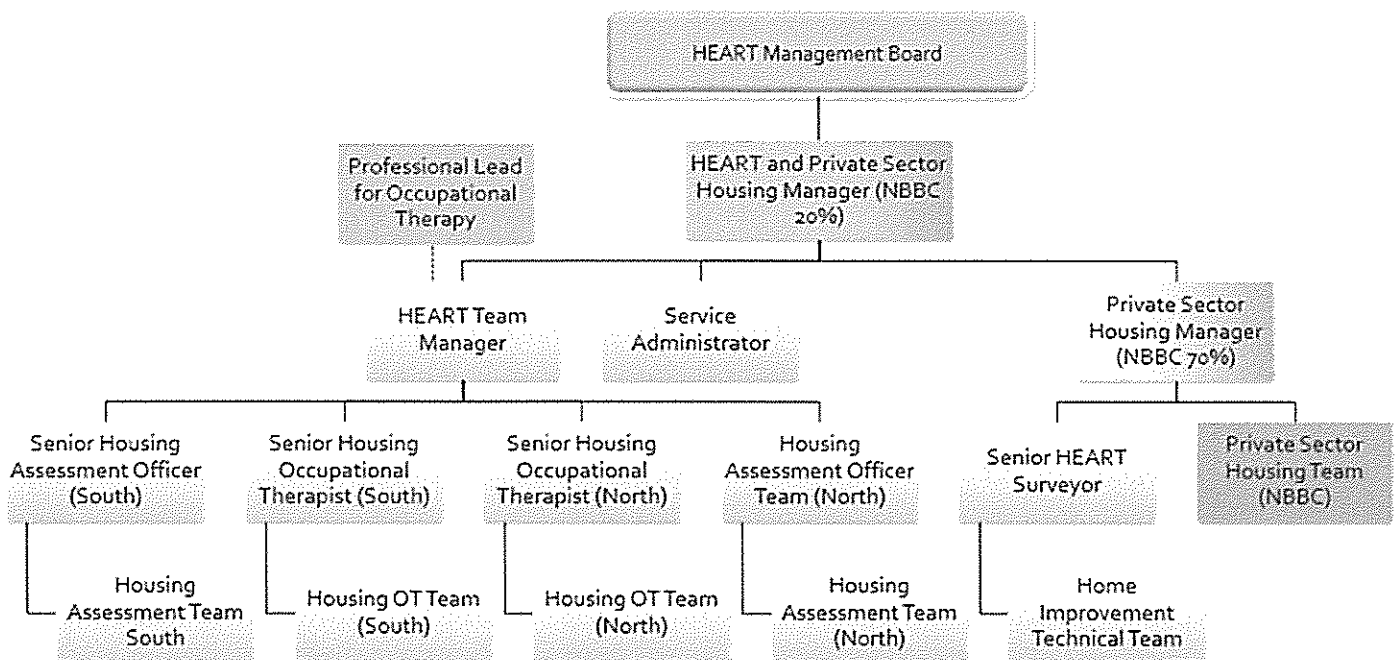 HEART Management Board
Professional Lead
for Occupational
Therapy
HEART and Private Sector
Housing Manager (NBBC
20%)
HEART Team
Manager
Service
Administrator
Private Sector
Housing Manager
(NBBC 70%)
Senior Housing
Assessment Officer
(South)
Senior Housing
Occupational
Therapist (South)
Senior Housing
Occupational
Therapist (North)
Housing
Assessment Officer
Team (North)
Senior HEART
Surveyor
Private Sector
Housing Team
(NBBC)
Housing
Assessment Team
South
Housing OT Team
(South)
Housing OT Team
(North)
Housing
Assessment Team
(North)
Home
Improvement
Technical Team